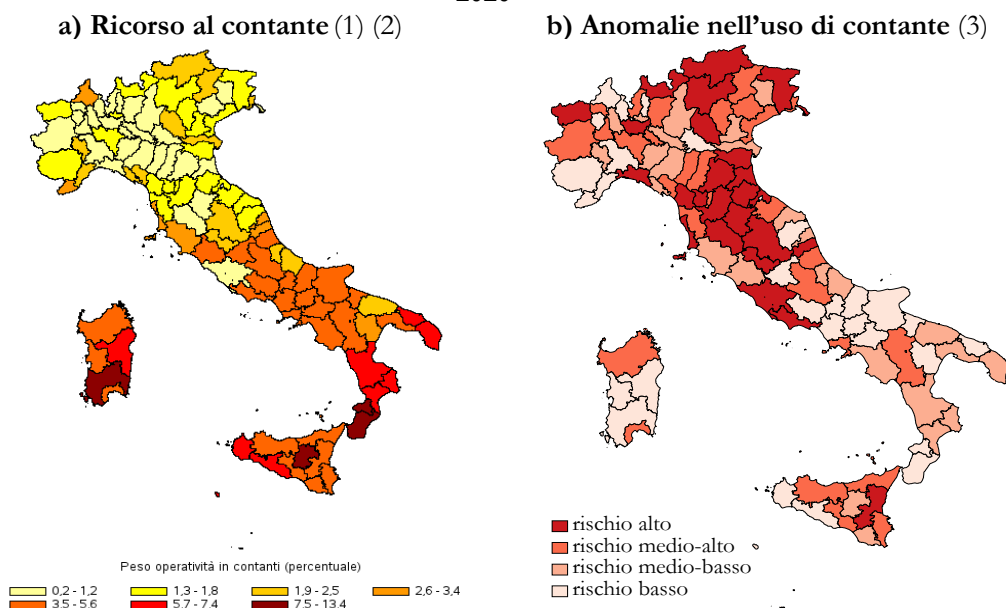 a) Ricorso al contante (1) (2)
b) Anomalie nell'uso di contante (3)
Peso operatività in contanti (percentuale)
0,2 - 1,2
1,3 - 1,8
1,9 - 2,5
2,6 - 3,4
3,5 - 5,6
5,7 - 7,4
7,5 - 13,4
rischio alto
rischio medio-alto
rischio medio-basso
rischio basso